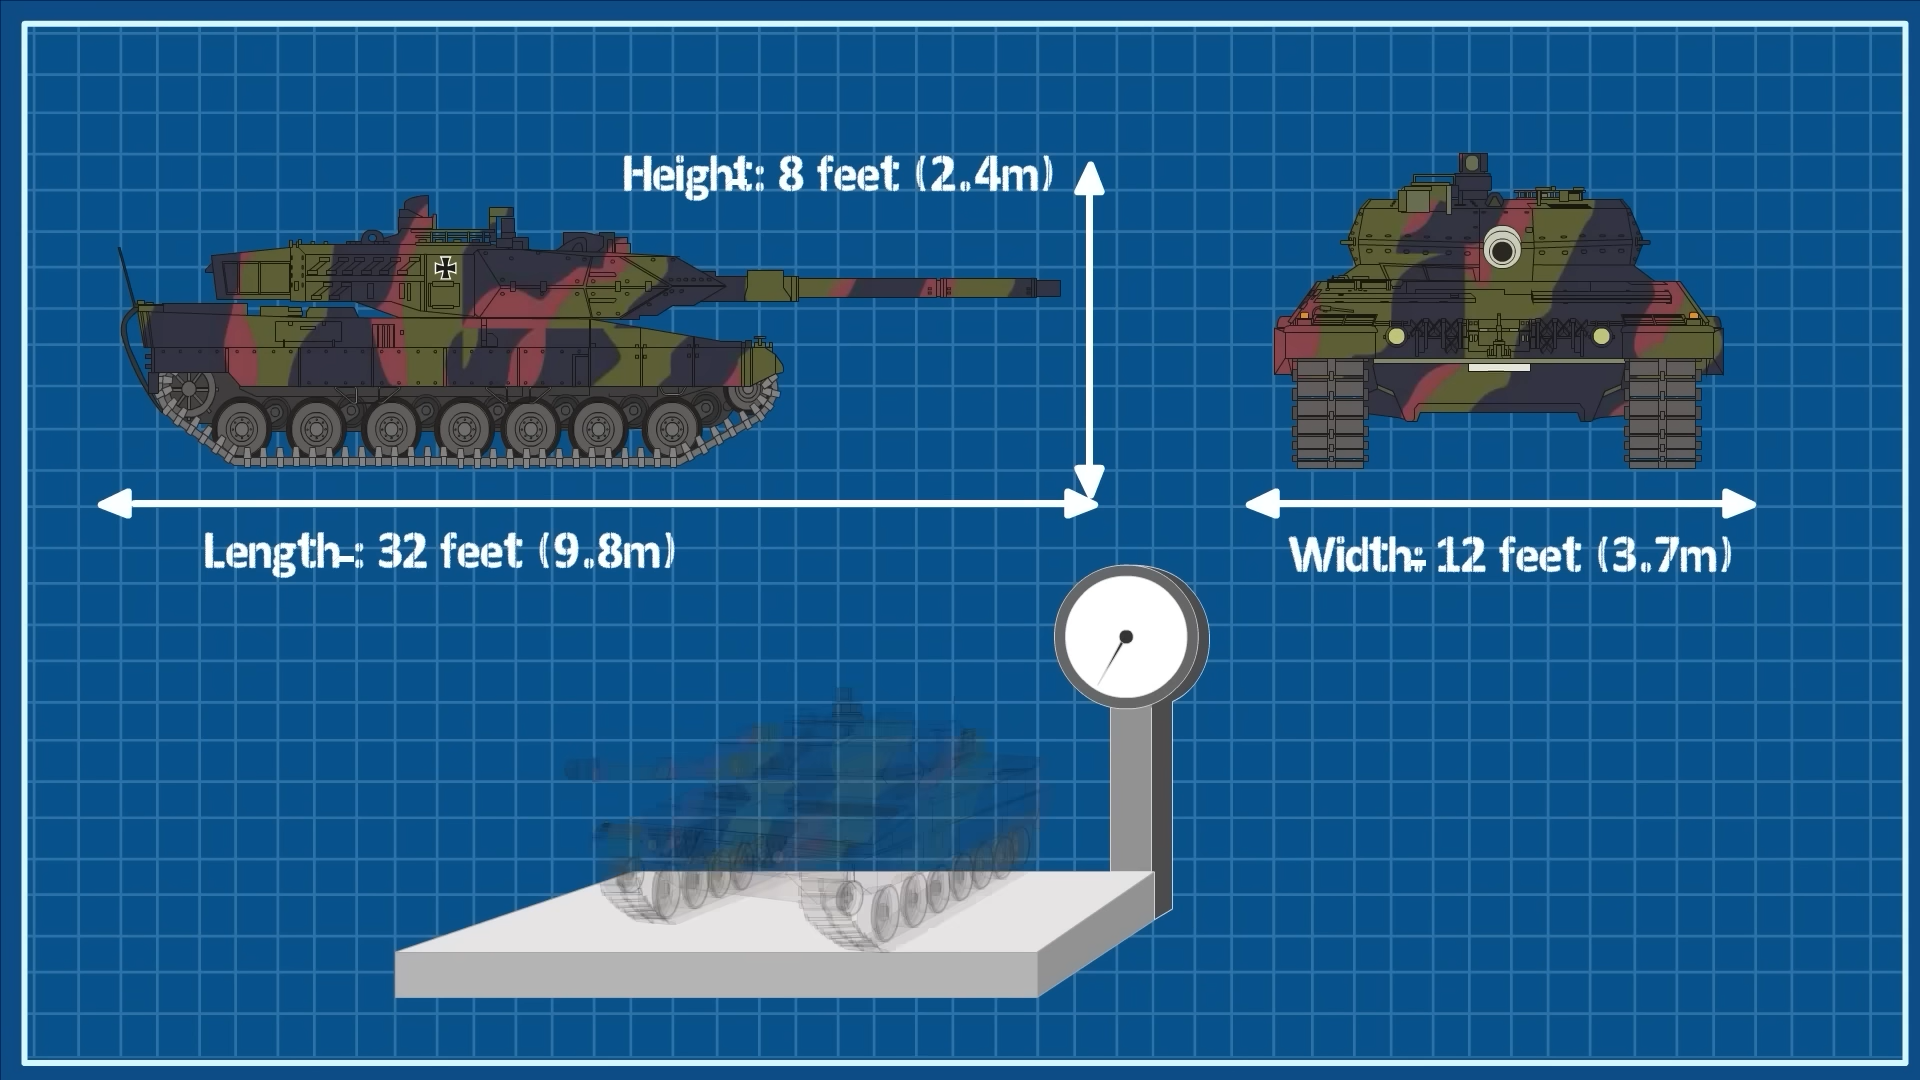 Height: 8 feet (2.4m)
Length: 32 feet (9.8m)
Width: 12 feet (3.7m)